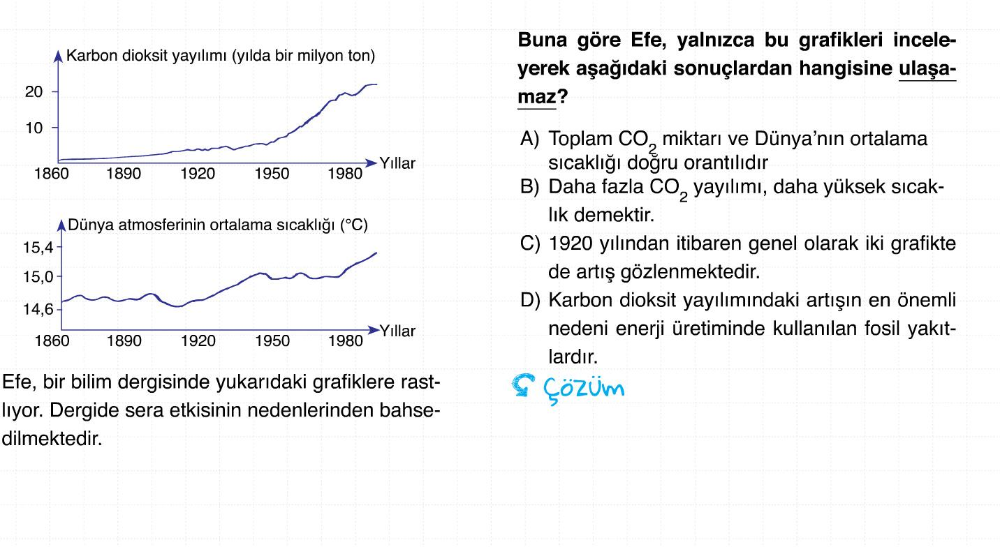 Karbon dioksit yayılımı (yılda bir milyon ton)
20
10
Yıllar
1860 1890 1920 1950 1980
Dünya atmosferinin ortalama sıcaklığı (°C)
15,4
15,0
14,6
Yıllar
1860 1890 1920 1950 1980
Efe, bir bilim dergisinde yukarıdaki grafiklere rast-
lıyor. Dergide sera etkisinin nedenlerinden bahse-
dilmektedir.
Buna göre Efe, yalnızca bu grafikleri incele-
yerek aşağıdaki sonuçlardan hangisine ulaşa-
maz?
A) Toplam CO₂ miktarı ve Dünya’nın ortalama
sıcaklığı doğru orantılıdır
B) Daha fazla CO₂ yayılımı, daha yüksek sıcak-
lık demektir.
C) 1920 yılından itibaren genel olarak iki grafikte
de artış gözlenmektedir.
D) Karbon dioksit yayılımındaki artışın en önemli
nedeni enerji üretiminde kullanılan fosil yakıt-
lardır.
Çözüm